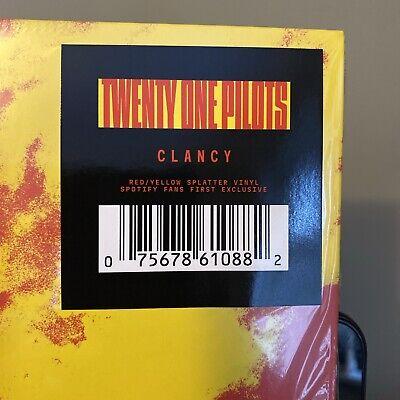 TWENTY ONE PILOTS
CLANCY
RED/YELLOW SPLATTER VINYL
SPOTIFY FANS FIRST EXCLUSIVE
0 75678 61088 2